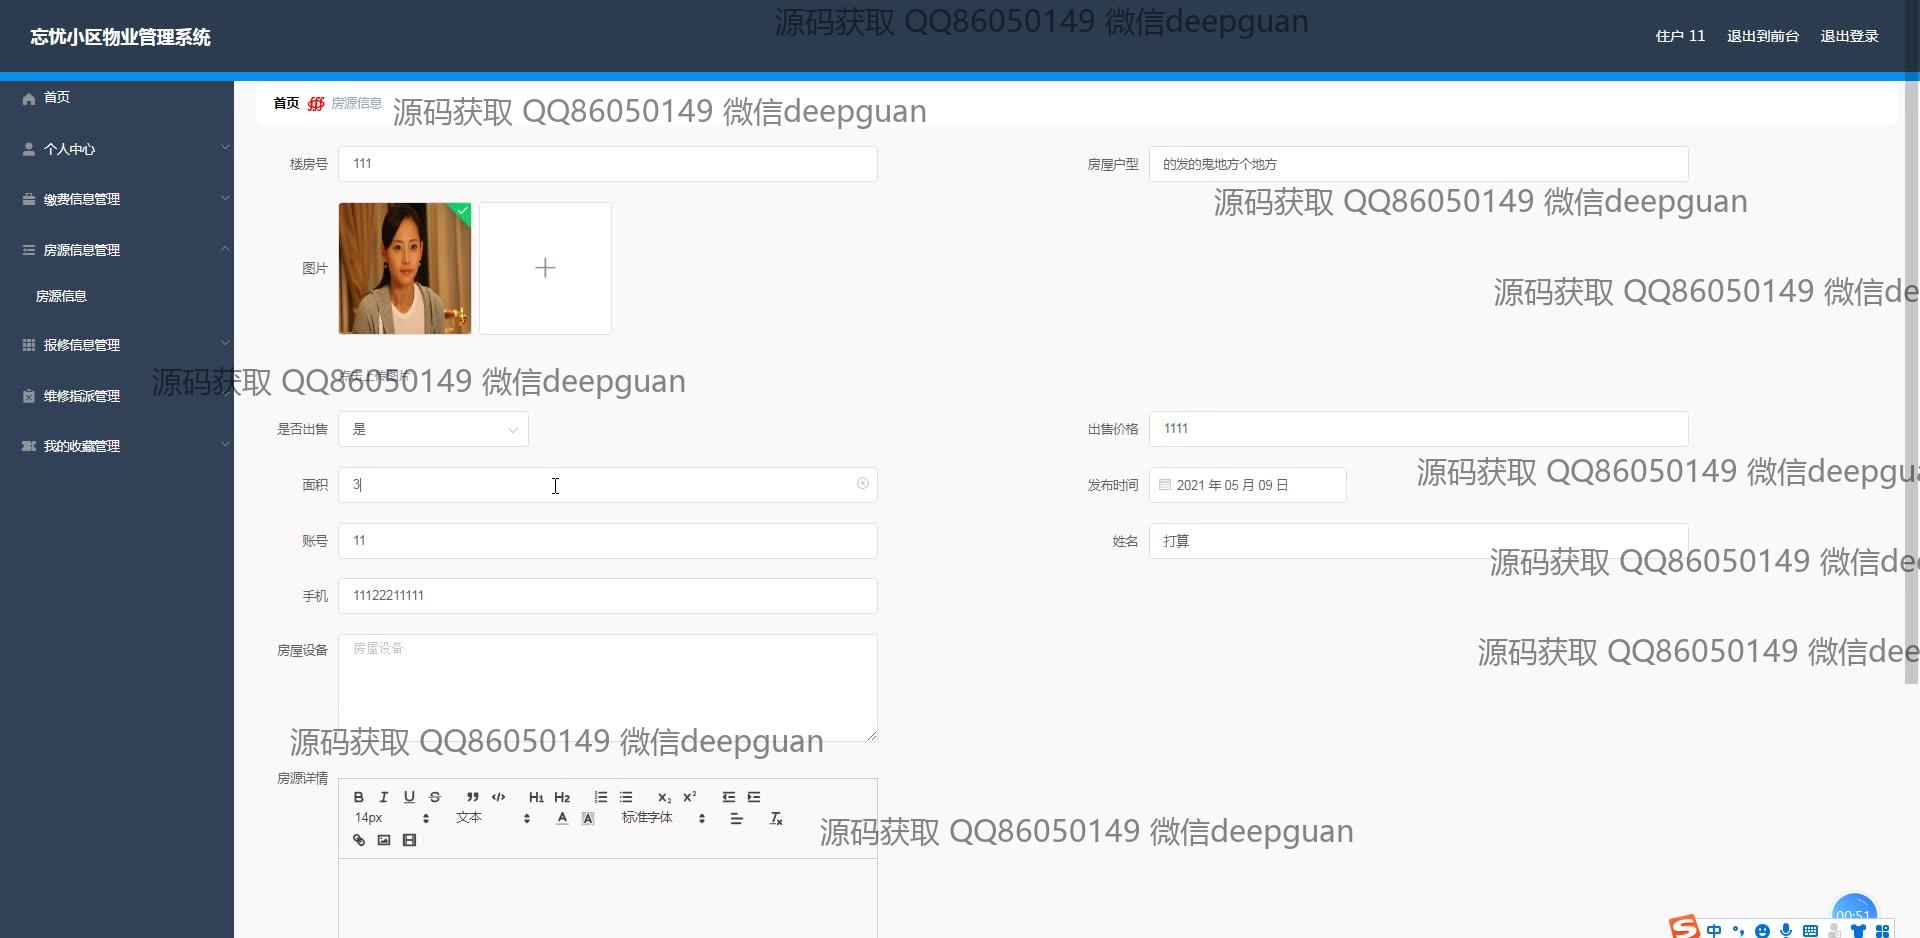 忘忧小区物业管理系统
源码获取 QQ86050149 微信deepguan
住户 11 退出到前台 退出登录
首页
个人中心
缴费信息管理
房源信息管理
房源信息
报修信息管理
维修指派管理
我的收藏管理
首页 房源信息
源码获取 QQ86050149 微信deepguan
楼房号 111
房屋户型 的发的鬼地方个地方
源码获取 QQ86050149 微信deepguan
图片
源码获取 QQ86050149 微信de
点击上传图片
源码获取 QQ86050149 微信deepguan
是否出售 是
出售价格 1111
面积 3
发布时间 2021 年 05 月 09 日
源码获取 QQ86050149 微信deepgua
账号 11
姓名 打算
源码获取 QQ86050149 微信dee
手机 11122211111
房屋设备 房屋设备
源码获取 QQ86050149 微信dee
源码获取 QQ86050149 微信deepguan
房源详情
B I U S H1 H2 X2 X2
14px 文本 A A 标准字体 Tx
源码获取 QQ86050149 微信deepguan
00:51
S 中